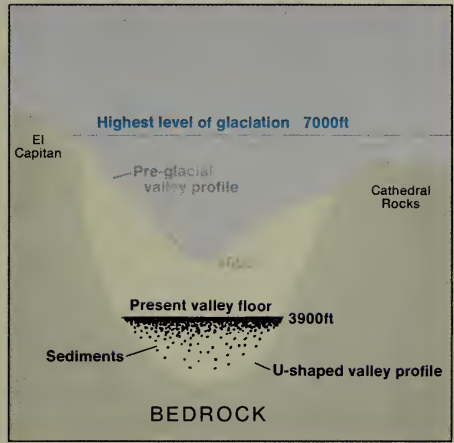 Highest level of glaciation 7000ft
El
Capitan
Pre-glacial
valley profile
Cathedral
Rocks
Present valley floor
3900ft
Sediments
U-shaped valley profile
BEDROCK